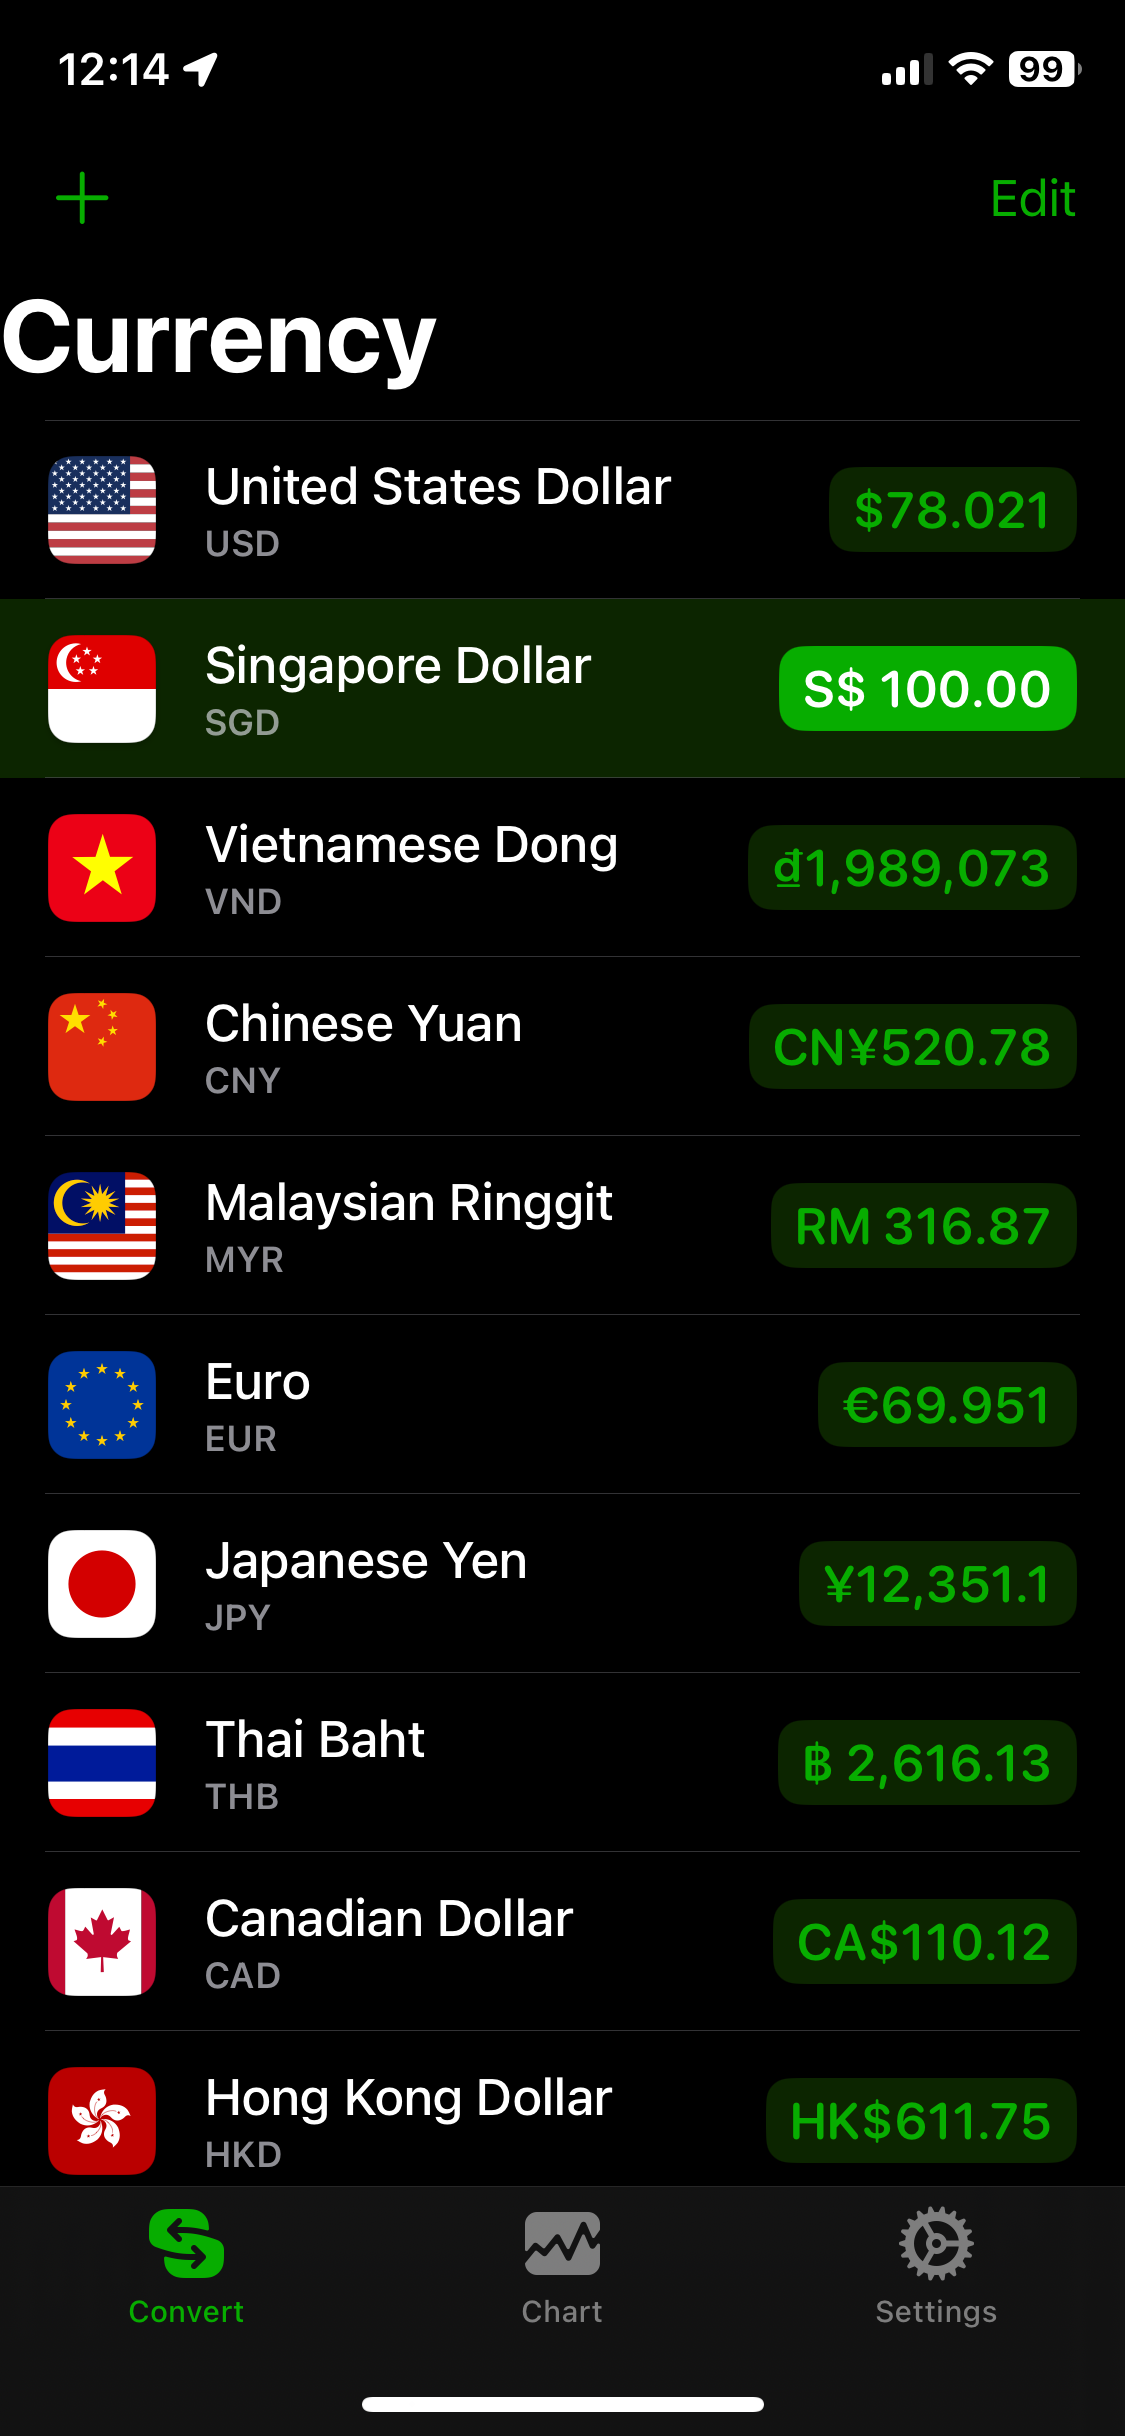 12:14
99
Edit
Currency
United States Dollar
USD
$78.021
Singapore Dollar
SGD
S$ 100.00
Vietnamese Dong
VND
₫1,989,073
Chinese Yuan
CNY
CN¥520.78
Malaysian Ringgit
MYR
RM 316.87
Euro
EUR
€69.951
Japanese Yen
JPY
¥12,351.1
Thai Baht
THB
฿ 2,616.13
Canadian Dollar
CAD
CA$110.12
Hong Kong Dollar
HKD
HK$611.75
Convert
Chart
Settings